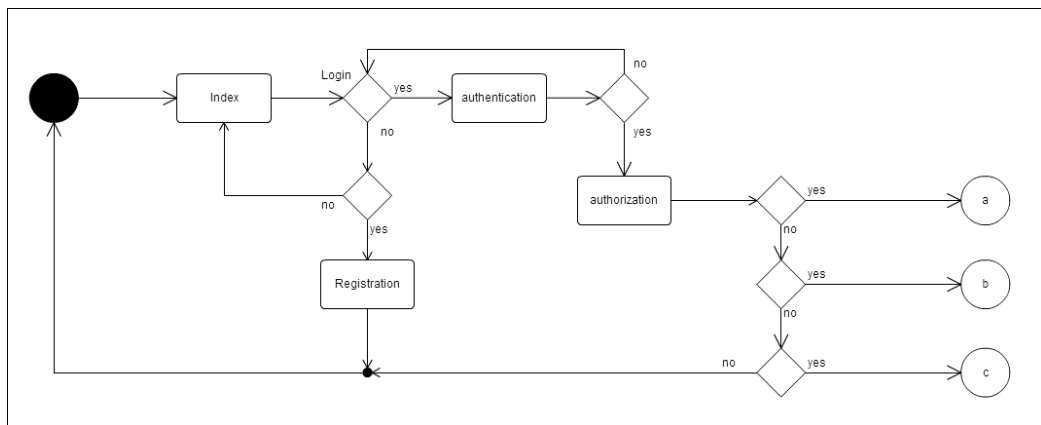 no
Login
Index
yes
authentication
no
yes
no
authorization
yes
a
yes
no
Registration
yes
b
no
no
yes
c